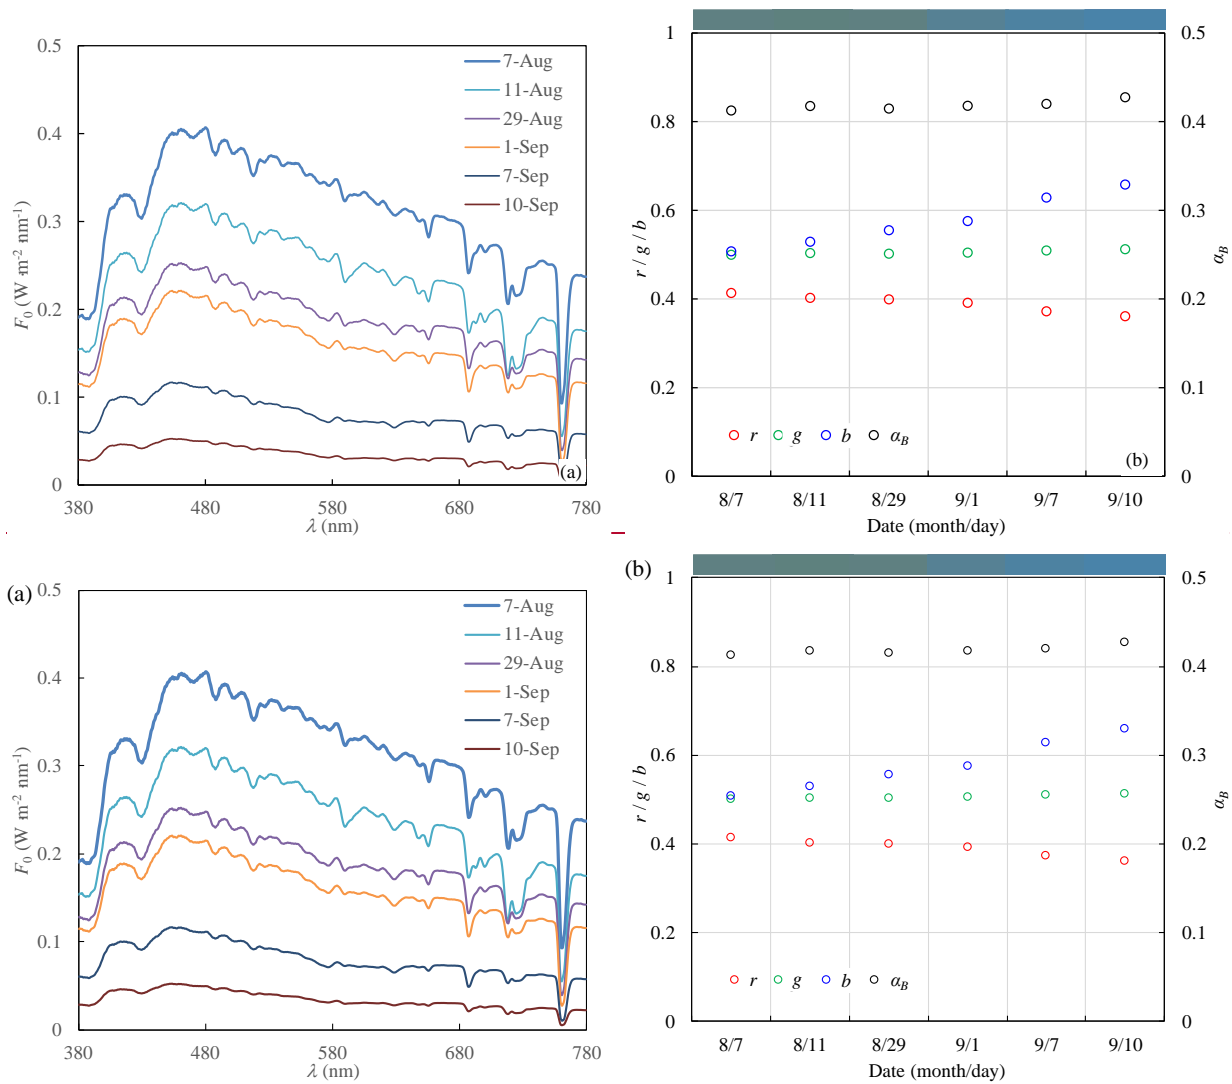 0.5
0.4
0.3
0.2
0.1
0
F0 (W·m-2·nm-1)
7-Aug
11-Aug
29-Aug
1-Sep
7-Sep
10-Sep
(a)
380 480 580 680 780
λ (nm)
1
0.8
0.6
0.4
0.2
0
r / g / b
r g b αB
(b)
0.5
0.4
0.3
0.2
0.1
0
αB
8/7 8/11 8/29 9/1 9/7 9/10
Date (month/day)
(a)
0.5
0.4
0.3
0.2
0.1
0
F0 (W·m-2·nm-1)
7-Aug
11-Aug
29-Aug
1-Sep
7-Sep
10-Sep
380 480 580 680 780
λ (nm)
(b)
1
0.8
0.6
0.4
0.2
0
r / g / b
r g b αB
0.5
0.4
0.3
0.2
0.1
0
αB
8/7 8/11 8/29 9/1 9/7 9/10
Date (month/day)